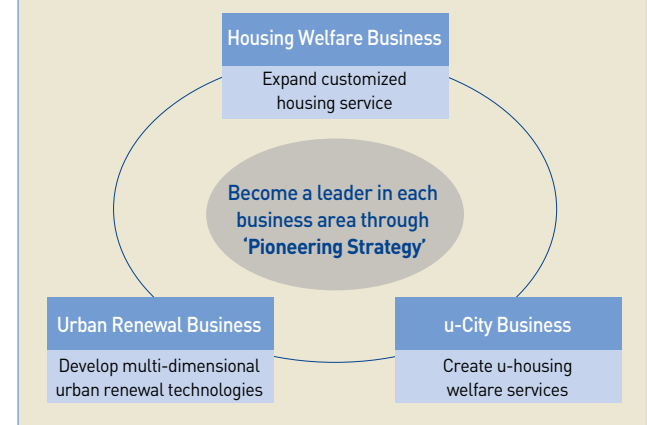 Housing Welfare Business
Expand customized
housing service
Become a leader in each
business area through
‘Pioneering Strategy’
Urban Renewal Business
Develop multi-dimensional
urban renewal technologies
u-City Business
Create u-housing
welfare services